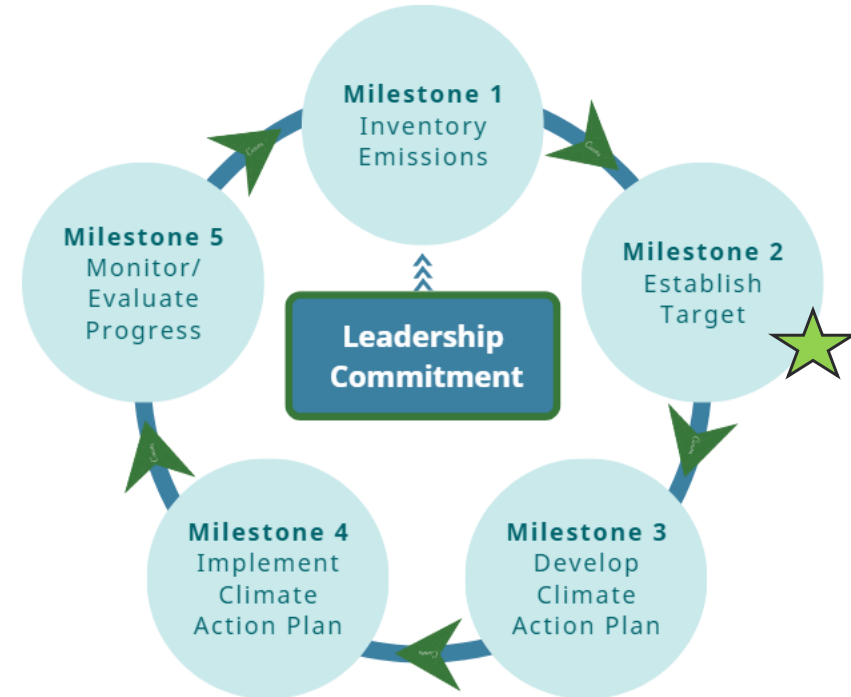 Milestone 1
Inventory
Emissions
Milestone 2
Establish
Target
Milestone 3
Develop
Climate
Action Plan
Milestone 4
Implement
Climate
Action Plan
Milestone 5
Monitor/
Evaluate
Progress
Leadership
Commitment